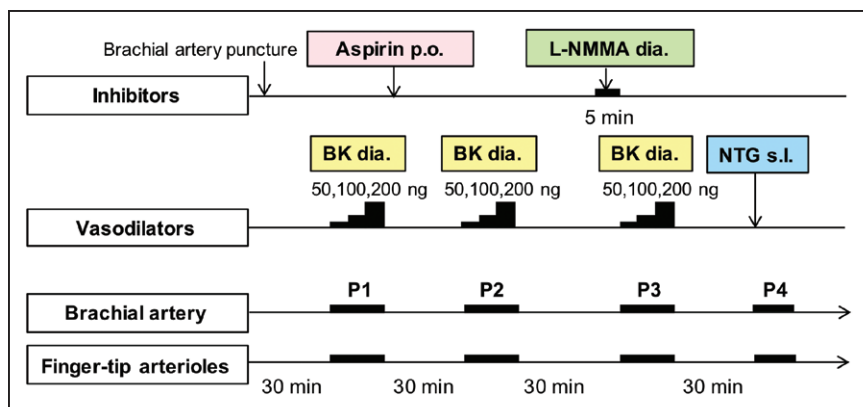 Brachial artery puncture
Aspirin p.o.
L-NMMA dia.
Inhibitors
5 min
BK dia.
BK dia.
BK dia.
NTG s.l.
50,100,200 ng
50,100,200 ng
50,100,200 ng
Vasodilators
P1
P2
P3
P4
Brachial artery
Finger-tip arterioles
30 min
30 min
30 min
30 min